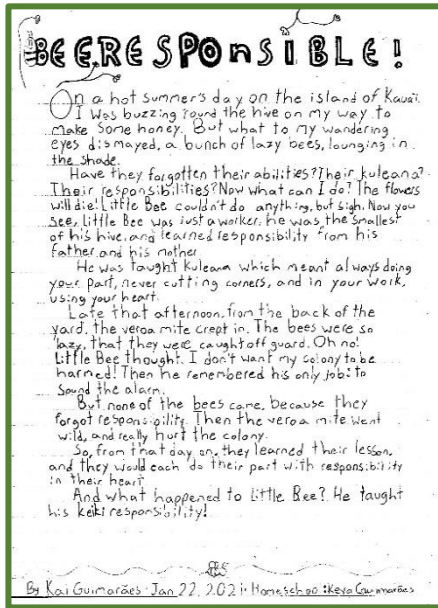 BEERESPONSIBLE!
On a hot summer's day on the island of Kauai.
I was buzzing 'round the hive on my way to
make some honey. But what to my wandering
eyes dismayed, a bunch of lazy bees, lounging in
the shade.
Have they forgotten their abilities? Their kuleana?
Their responsibilities? Now what can I do? The flowers
will die! Little Bee couldn't do anything, but sigh. Now you
see, Little Bee was just a worker, he was the smallest
of his hive, and learned responsibility from his
father and his mother
He was taught kuleana which meant always doing
your part, never cutting corners, and in your work,
using your heart.
Late that afternoon, from the back of the
yard, the veroa mite crept in. The bees were so
lazy, that they were caught off guard. Oh no!
Little Bee thought. I don't want my colony to be
harmed! Then he remembered his only job: to
sound the alarm.
But none of the bees came, because they
forgot responsibility. Then the veroa mite went
wild, and really hurt the colony.
So, from that day on, they learned their lesson,
and they would each do their part with responsibility
in their heart
And what happened to Little Bee? He taught
his keiki responsibility!
By Kai Guimarães Jan 22, 2021 Homeschool: Keya Guimarães